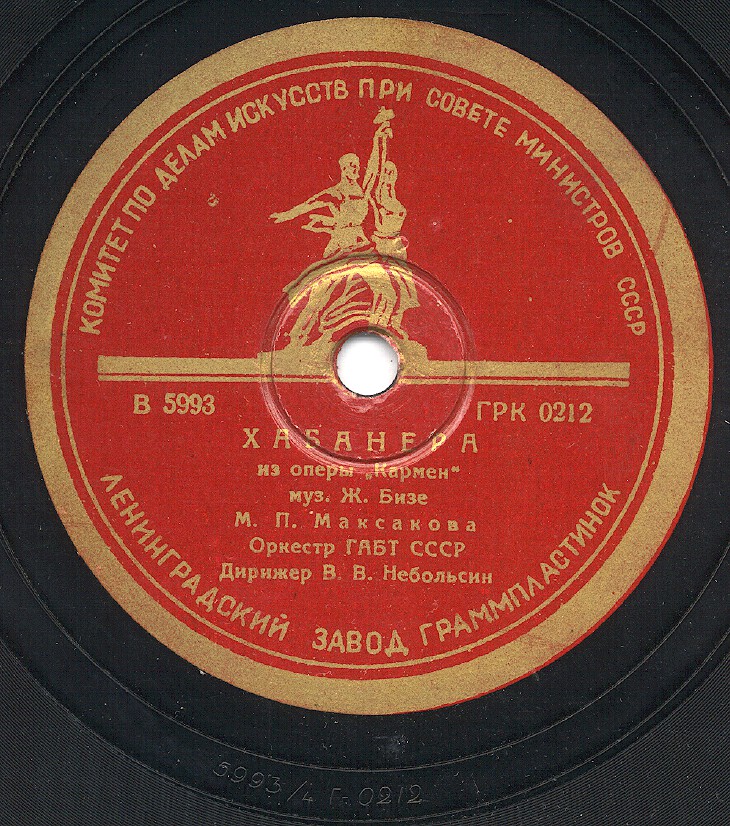 КОМИТЕТ ПО ДЕЛАМ ИСКУССТВ ПРИ СОВЕТЕ МИНИСТРОВ СССР
В 5993
ГРК 0212
ХАБАНЕРА
из оперы „Кармен“
муз. Ж. Бизе
М. П. Максакова
Оркестр ГАБТ СССР
Дирижер В. В. Небольсин
ЛЕНИНГРАДСКИЙ ЗАВОД ГРАММПЛАСТИНОК
5993/4 Г-0212